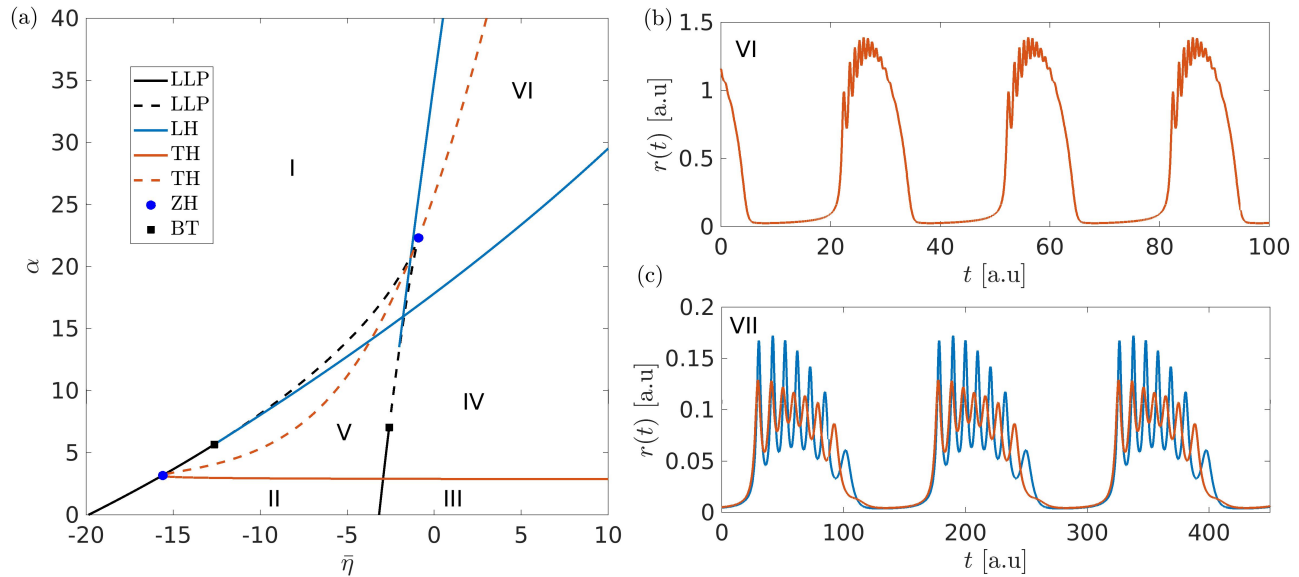 (a)
40
35
30
25
20
15
10
5
0
α
LLP
LLP
LH
TH
TH
ZH
BT
I
VI
IV
V
II
III
-20
-15
-10
-5
0
5
10
η̄
(b)
VI
1.5
1
0.5
0
r(t) [a.u]
0
20
40
60
80
100
t [a.u]
(c)
VII
0.2
0.15
0.1
0.05
0
r(t) [a.u]
0
100
200
300
400
t [a.u]